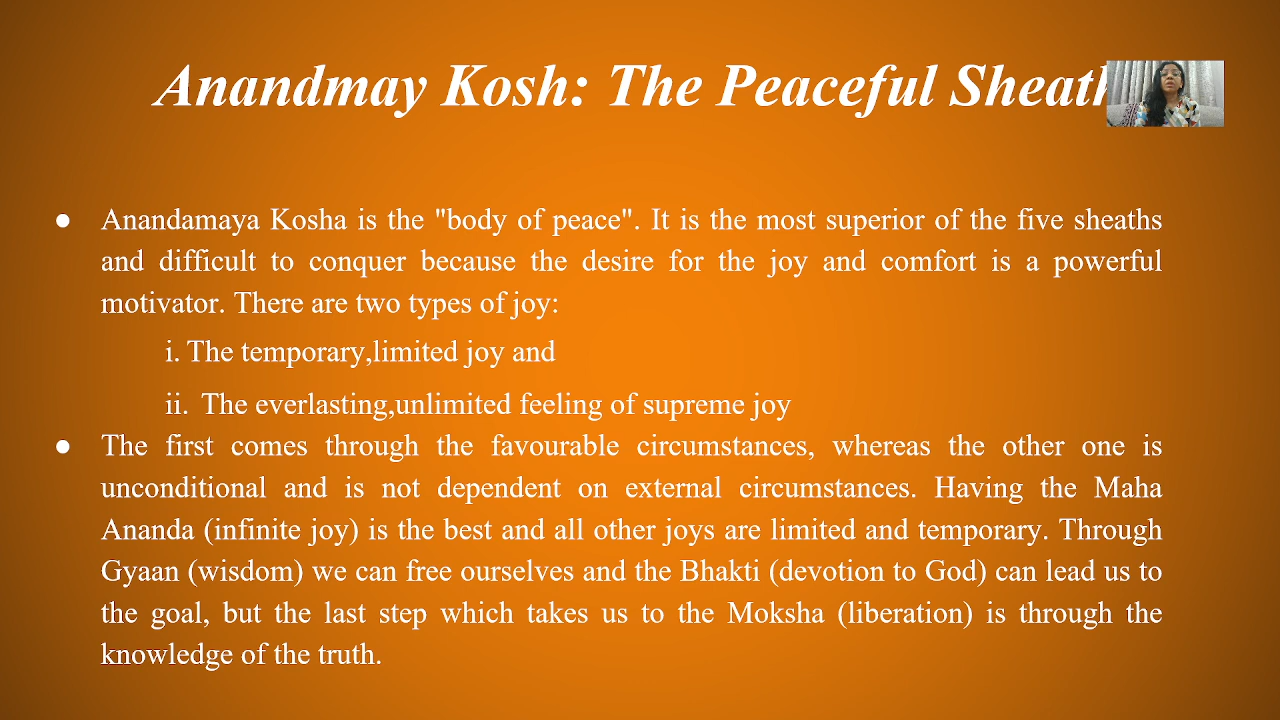 Anandmay Kosh: The Peaceful Sheath
● Anandamaya Kosha is the "body of peace". It is the most superior of the five sheaths
and difficult to conquer because the desire for the joy and comfort is a powerful
motivator. There are two types of joy:
i. The temporary,limited joy and
ii. The everlasting,unlimited feeling of supreme joy
● The first comes through the favourable circumstances, whereas the other one is
unconditional and is not dependent on external circumstances. Having the Maha
Ananda (infinite joy) is the best and all other joys are limited and temporary. Through
Gyaan (wisdom) we can free ourselves and the Bhakti (devotion to God) can lead us to
the goal, but the last step which takes us to the Moksha (liberation) is through the
knowledge of the truth.